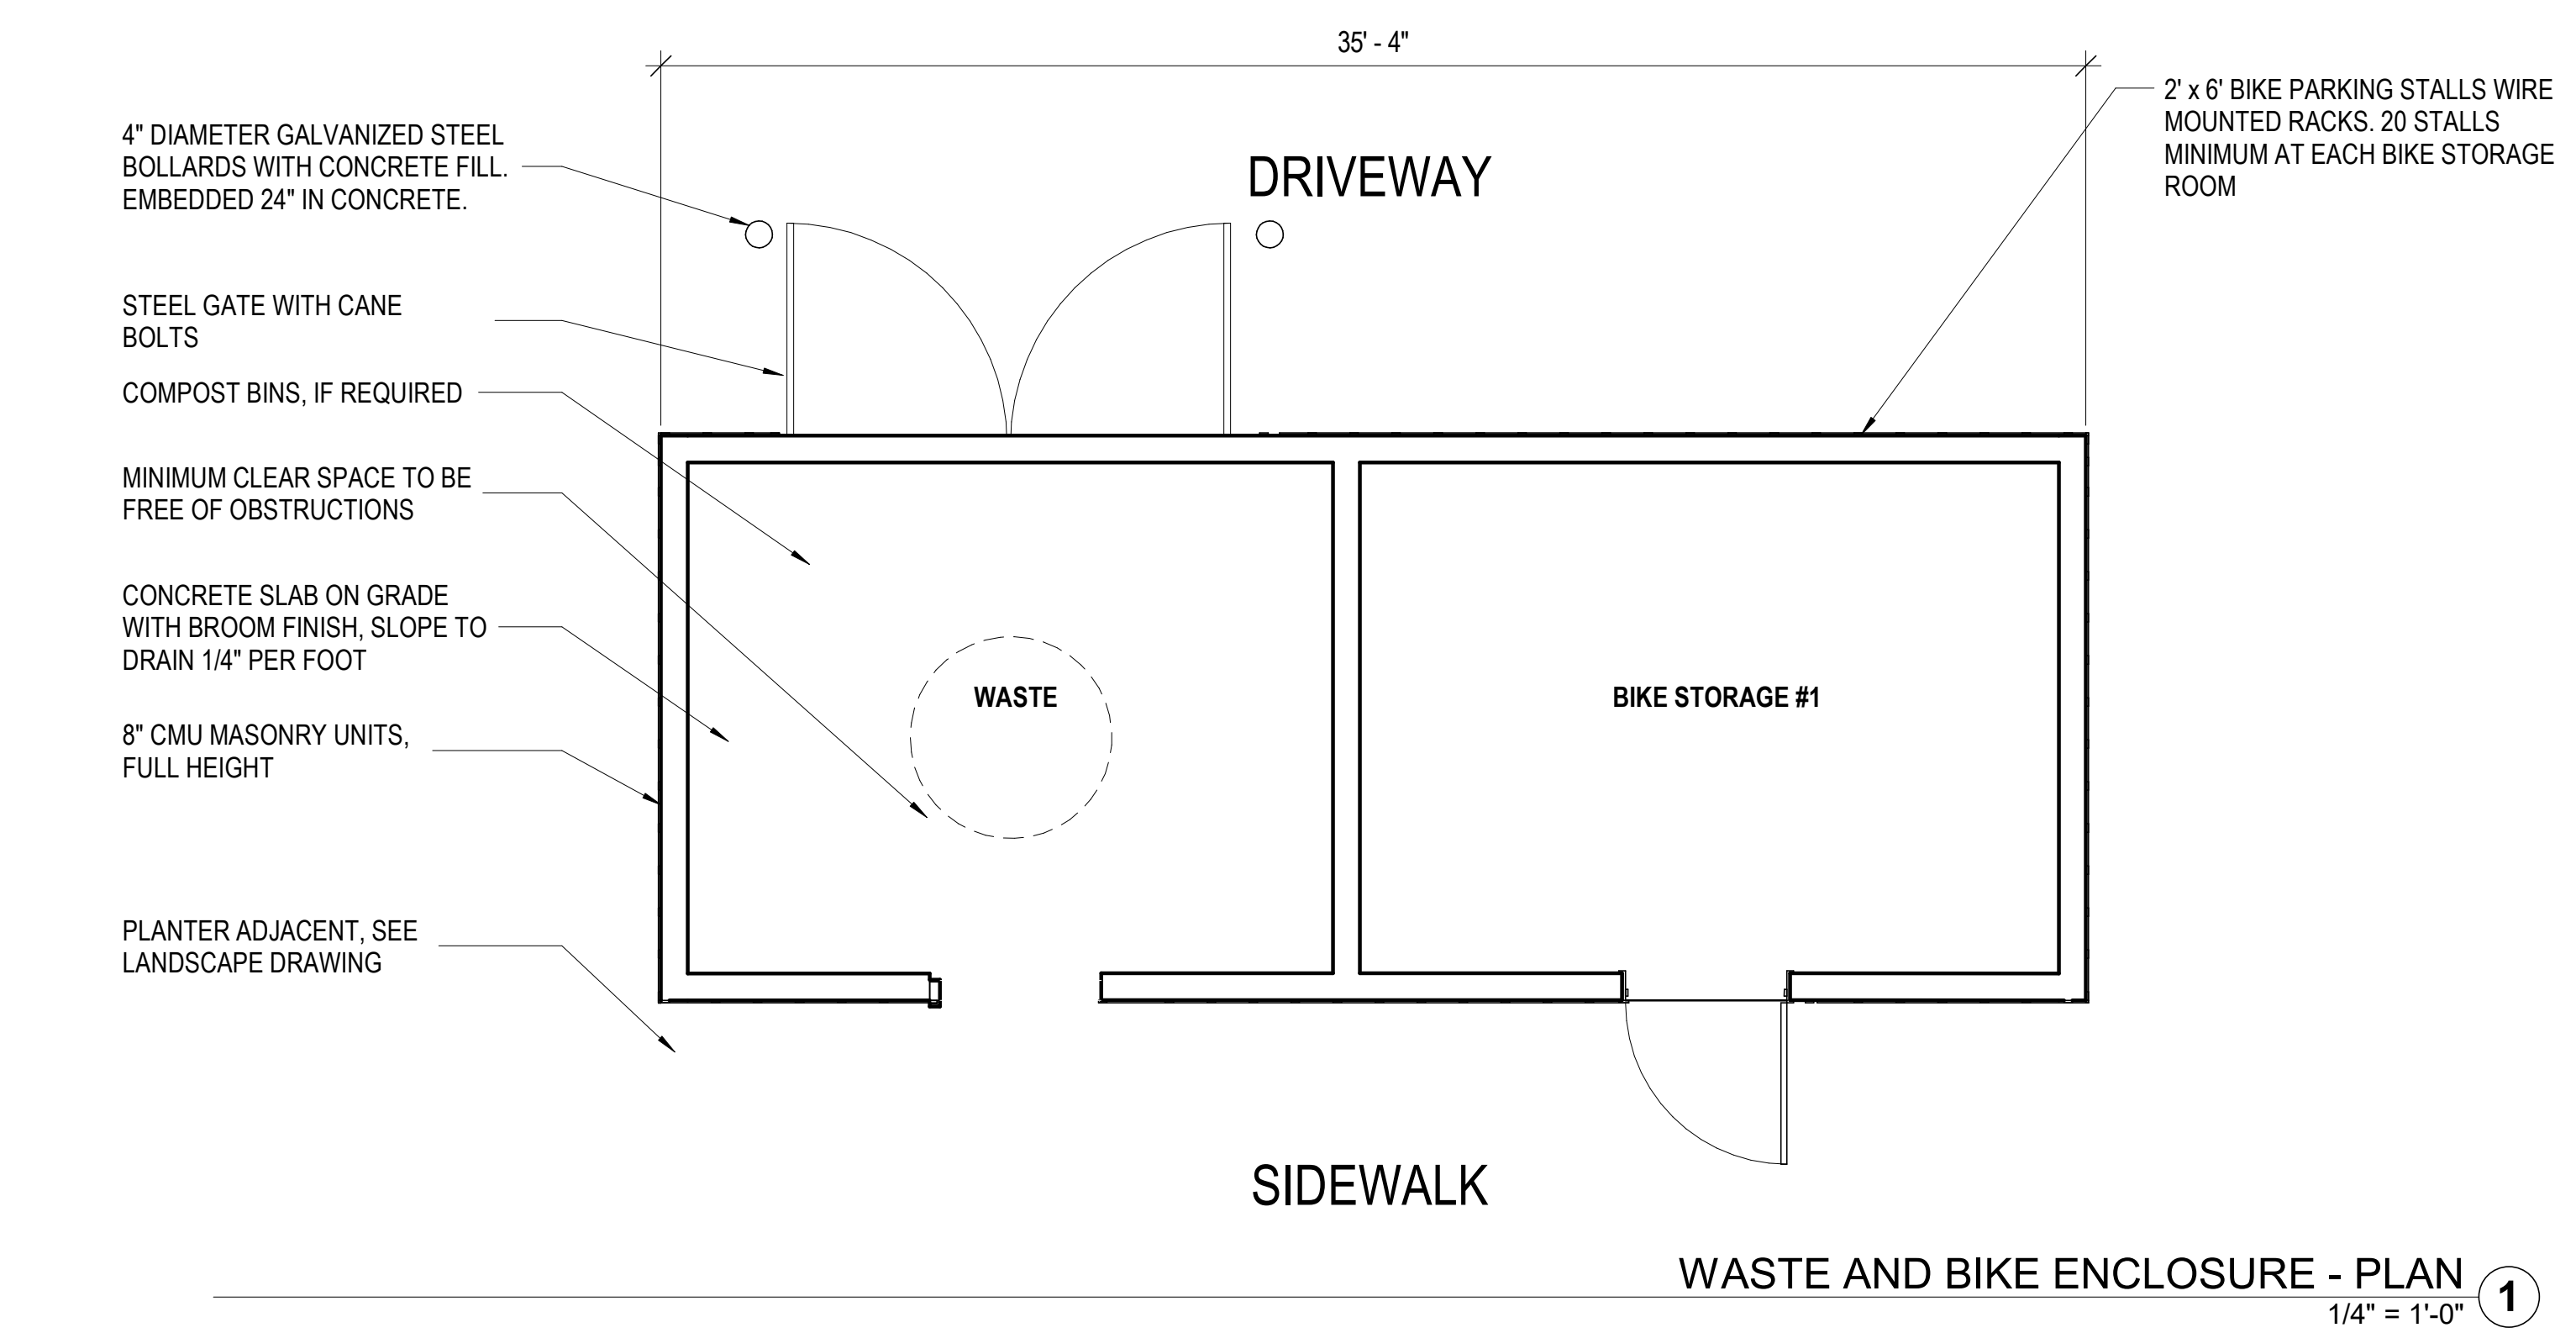 35' - 4"
4" DIAMETER GALVANIZED STEEL
BOLLARDS WITH CONCRETE FILL.
EMBEDDED 24" IN CONCRETE.
2' x 6' BIKE PARKING STALLS WIRE
MOUNTED RACKS. 20 STALLS
MINIMUM AT EACH BIKE STORAGE
ROOM
DRIVEWAY
STEEL GATE WITH CANE
BOLTS
COMPOST BINS, IF REQUIRED
MINIMUM CLEAR SPACE TO BE
FREE OF OBSTRUCTIONS
CONCRETE SLAB ON GRADE
WITH BROOM FINISH, SLOPE TO
DRAIN 1/4" PER FOOT
8" CMU MASONRY UNITS,
FULL HEIGHT
WASTE
BIKE STORAGE #1
PLANTER ADJACENT, SEE
LANDSCAPE DRAWING
SIDEWALK
WASTE AND BIKE ENCLOSURE - PLAN
1/4" = 1'-0"
1